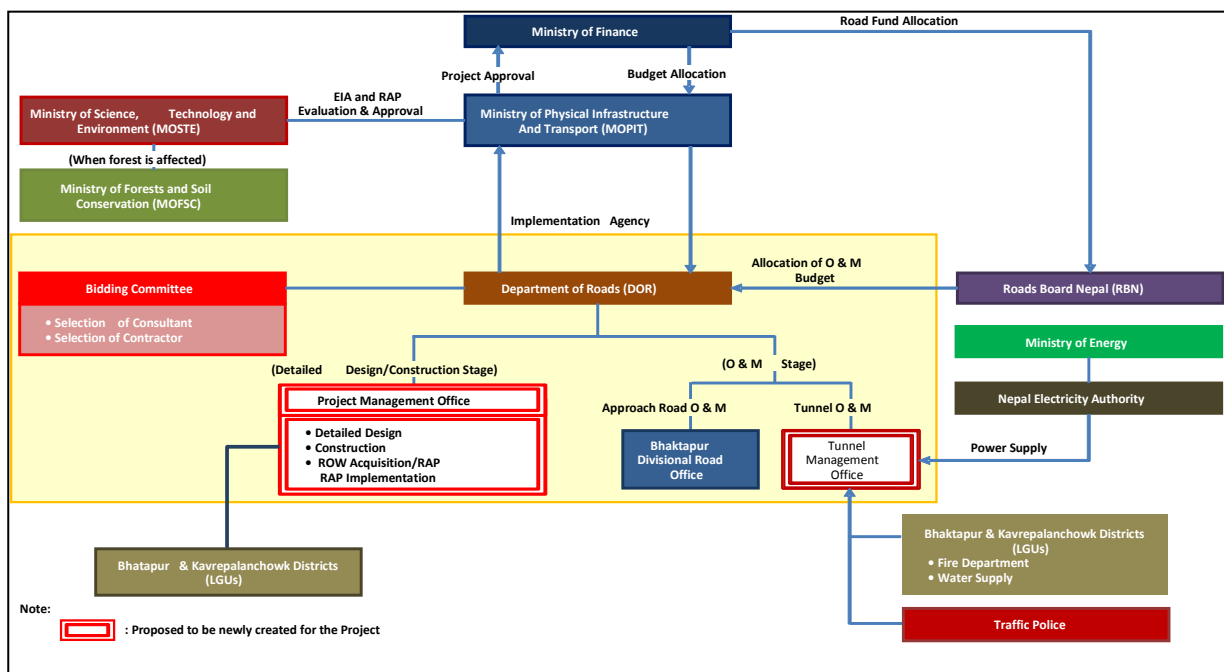 Ministry of Finance
Road Fund Allocation
Project Approval
Budget Allocation
EIA and RAP
Evaluation & Approval
Ministry of Science, Technology and
Environment (MOSTE)
Ministry of Physical Infrastructure
And Transport (MOPIT)
(When forest is affected)
Ministry of Forests and Soil
Conservation (MOFSC)
Implementation Agency
Allocation of O & M
Budget
Bidding Committee
• Selection of Consultant
• Selection of Contractor
Department of Roads (DOR)
Roads Board Nepal (RBN)
Ministry of Energy
Nepal Electricity Authority
(Detailed Design/Construction Stage)
(O & M Stage)
Project Management Office
• Detailed Design
• Construction
• ROW Acquisition/RAP
RAP Implementation
Approach Road O & M
Tunnel O & M
Bhaktapur
Divisional Road
Office
Tunnel
Management
Office
Power Supply
Bhatapur & Kavrepalanchowk Districts
(LGUs)
Bhaktapur & Kavrepalanchowk Districts
(LGUs)
• Fire Department
• Water Supply
Traffic Police
Note:
: Proposed to be newly created for the Project